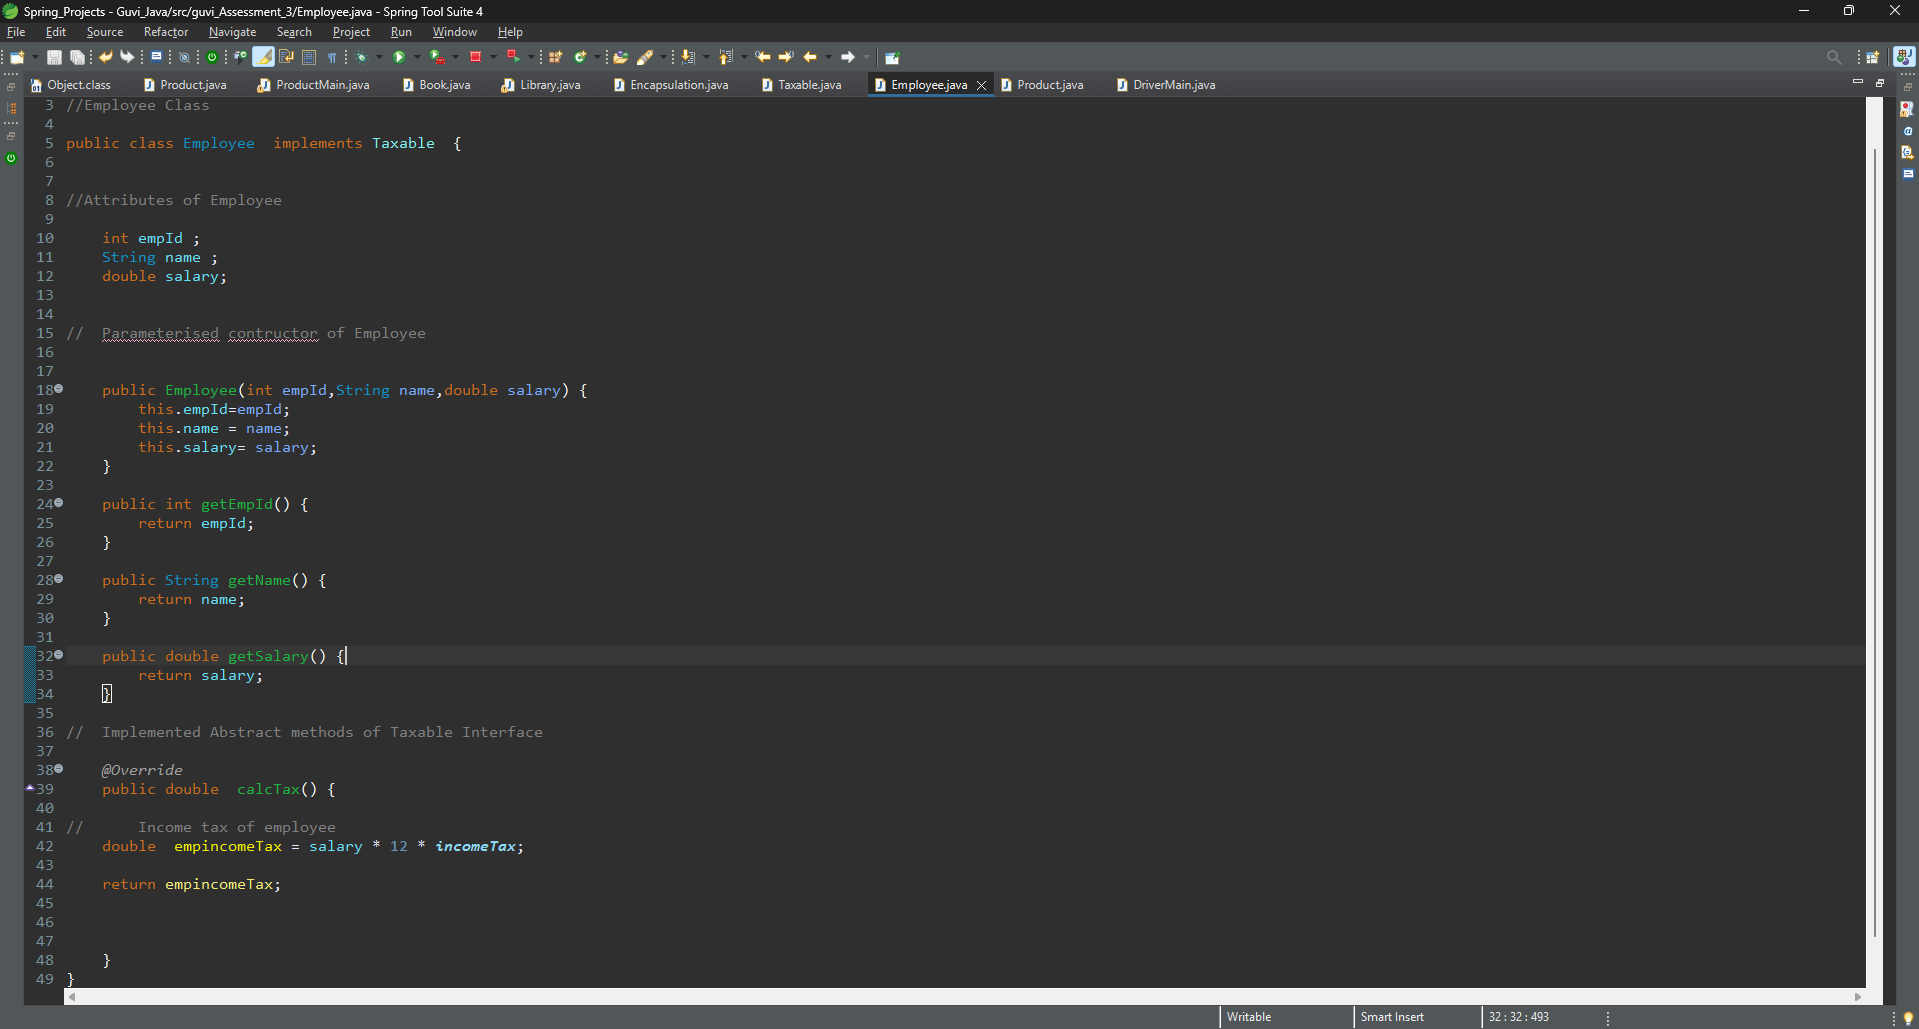 Spring_Projects - Guvi_Java/src/guvi_Assessment_3/Employee.java - Spring Tool Suite 4
File Edit Source Refactor Navigate Search Project Run Window Help
Object.class Product.java ProductMain.java Book.java Library.java Encapsulation.java Taxable.java Employee.java Product.java DriverMain.java
3 //Employee Class
4
5 public class Employee  implements Taxable  {
6
7
8 //Attributes of Employee
9
10     int empId ;
11     String name ;
12     double salary;
13
14
15 //  Parameterised contructor of Employee
16
17
18     public Employee(int empId,String name,double salary) {
19         this.empId=empId;
20         this.name = name;
21         this.salary= salary;
22     }
23
24     public int getEmpId() {
25         return empId;
26     }
27
28     public String getName() {
29         return name;
30     }
31
32     public double getSalary() {
33         return salary;
34     }
35
36 //  Implemented Abstract methods of Taxable Interface
37
38     @Override
39     public double  calcTax() {
40
41 //      Income tax of employee
42     double  empincomeTax = salary * 12 * incomeTax;
43
44     return empincomeTax;
45
46
47
48     }
49 }
Writable Smart Insert 32 : 32 : 493